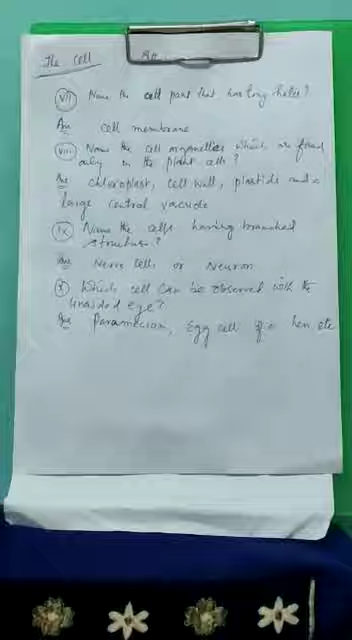 The Cell
(vii) Name the cell part that has tiny holes?
Ans cell membrane
(viii) Name the cell organelles which are found
only in the plant cells?
Ans chloroplast, cell wall, plastids and a
large central vacuole
(ix) Name the cells having branched
structure?
Ans Nerve cells or Neuron
(x) Which cell can be observed with the
unaided eye?
Ans Paramecium, Egg cell of a hen etc